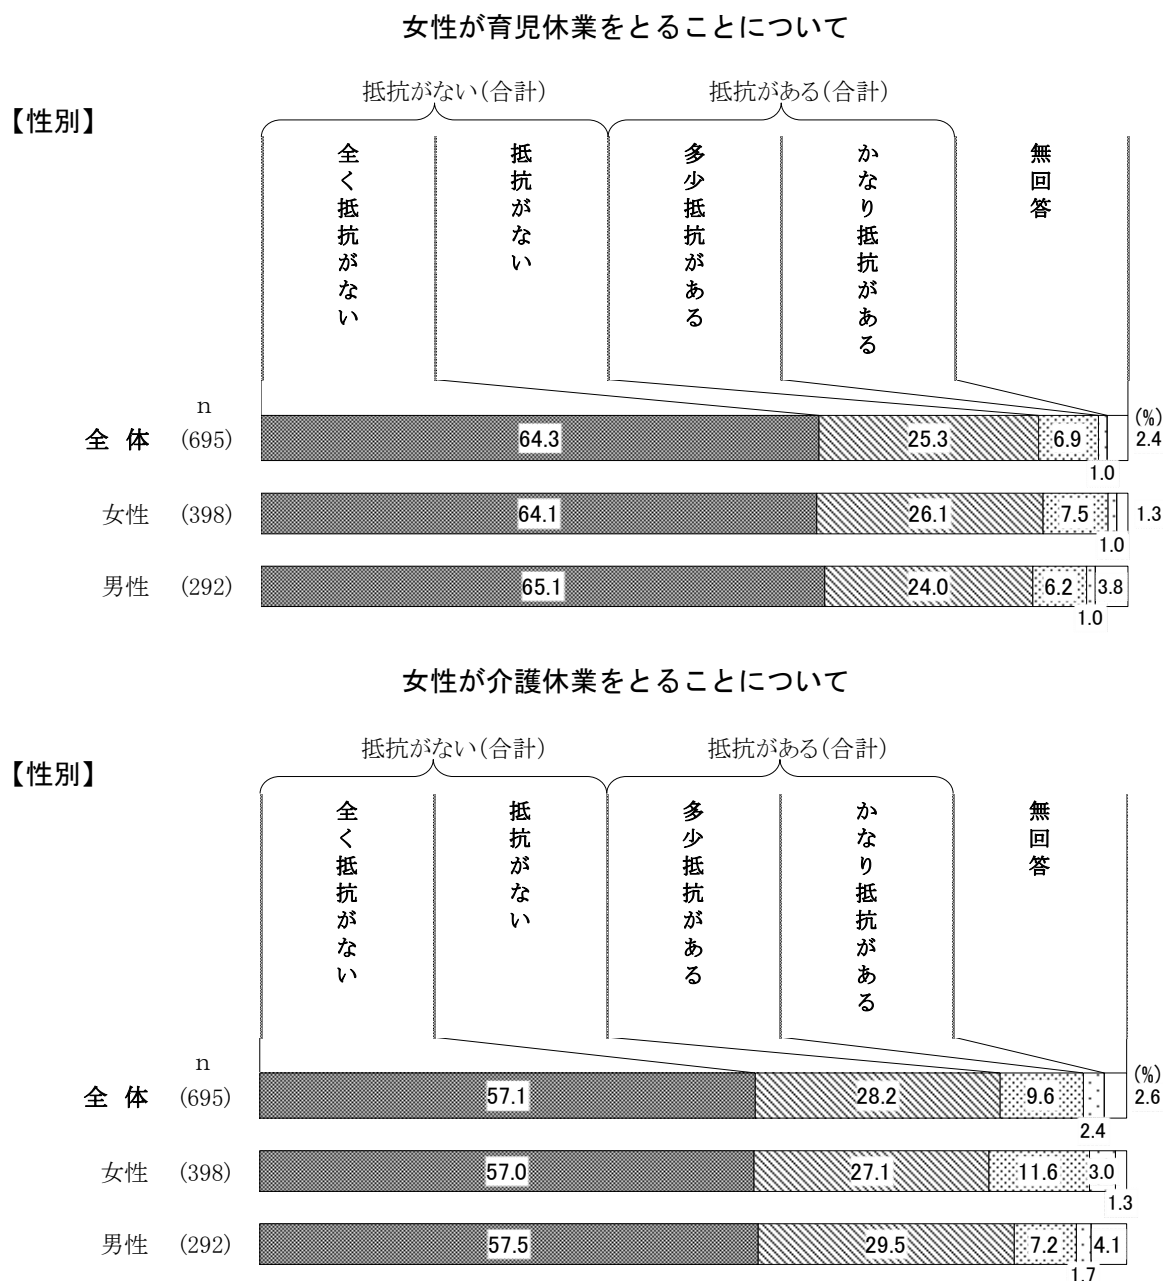 女性が育児休業をとることについて
【性別】
抵抗がない(合計)
抵抗がある(合計)
全く抵抗がない
抵抗がない
多少抵抗がある
かなり抵抗がある
無回答
n
(%)
全 体 (695) 64.3 25.3 6.9 2.4
1.0
女性 (398) 64.1 26.1 7.5 1.3
1.0
男性 (292) 65.1 24.0 6.2 3.8
1.0
女性が介護休業をとることについて
【性別】
抵抗がない(合計)
抵抗がある(合計)
全く抵抗がない
抵抗がない
多少抵抗がある
かなり抵抗がある
無回答
n
(%)
全 体 (695) 57.1 28.2 9.6 2.6
2.4
女性 (398) 57.0 27.1 11.6 3.0
1.3
男性 (292) 57.5 29.5 7.2 4.1
1.7